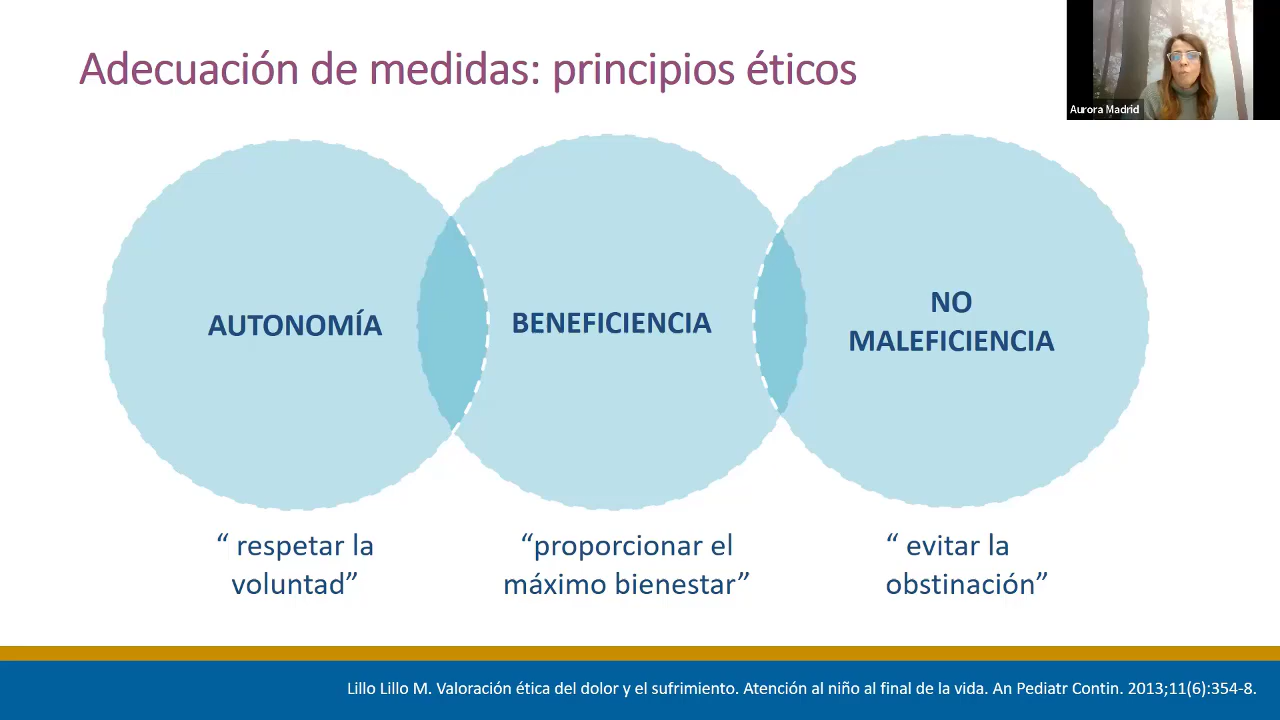 Adecuación de medidas: principios éticos
Aurora Madrid
AUTONOMÍA
BENEFICIENCIA
NO
MALEFICIENCIA
“ respetar la
voluntad”
“proporcionar el
máximo bienestar”
“ evitar la
obstinación”
Lillo Lillo M. Valoración ética del dolor y el sufrimiento. Atención al niño al final de la vida. An Pediatr Contin. 2013;11(6):354-8.